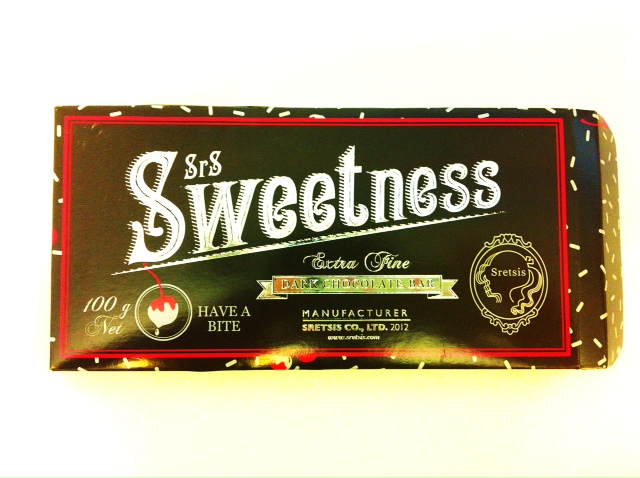 SrS
Sweetness
Extra Fine
DARK CHOCOLATE BAR
100 g
Net
HAVE A
BITE
MANUFACTURER
SRETSIS CO., LTD. 2012
www.sretsis.com
Sretsis